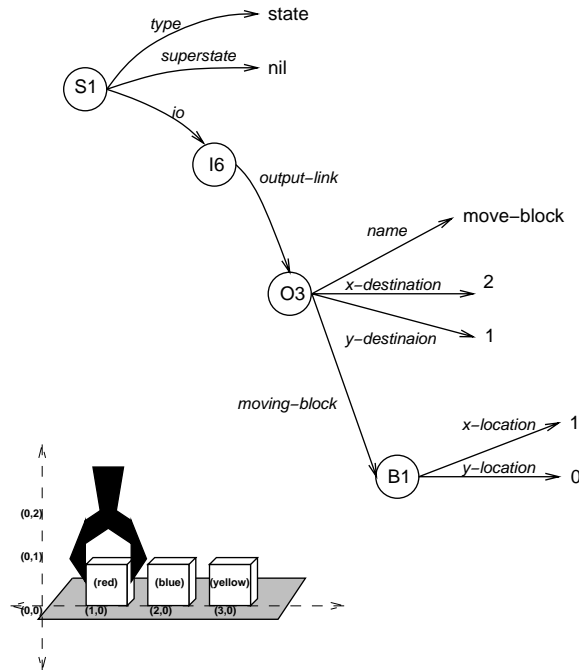 type
state
superstate
nil
S1
io
I6
output-link
name
move-block
O3
x-destination
2
y-destinaion
1
moving-block
x-location
1
B1
y-location
0
(0,2)
(0,1)
(red)
(blue)
(yellow)
(0,0)
(1,0)
(2,0)
(3,0)